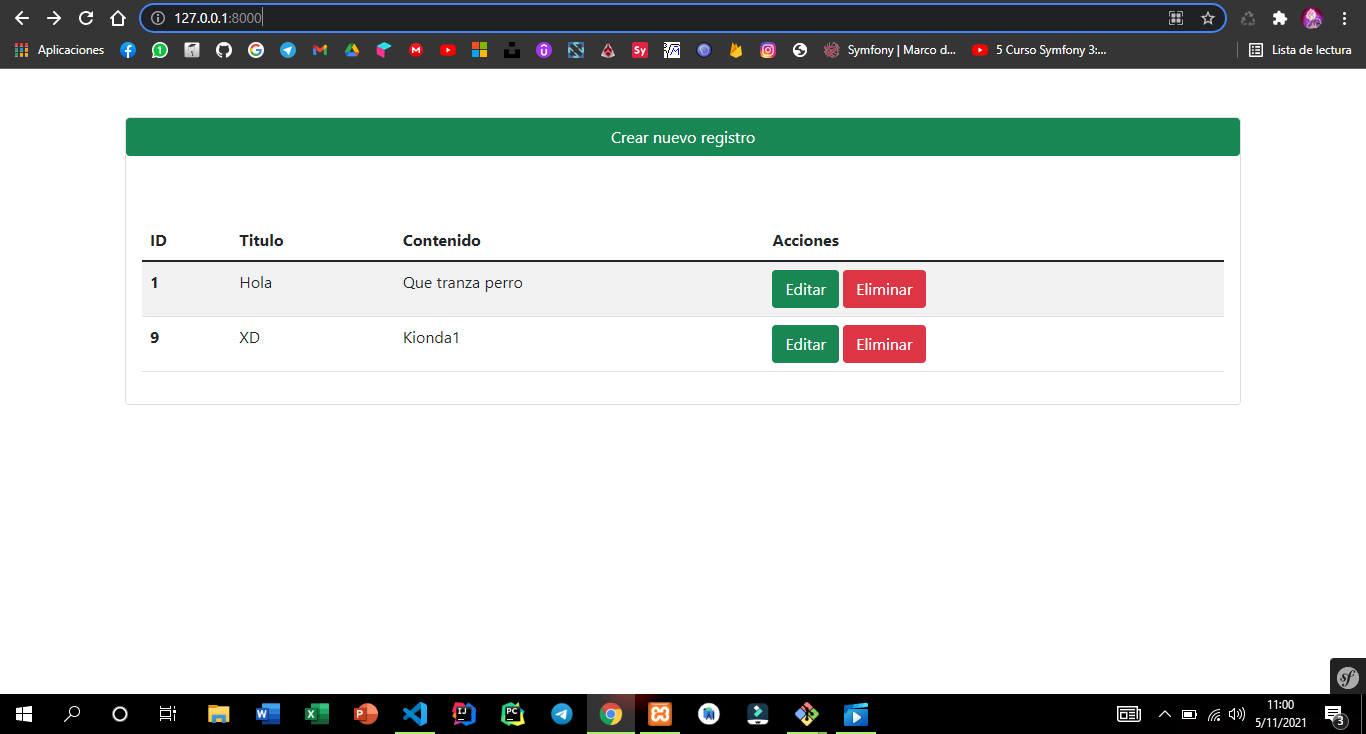 127.0.0.1:8000
Aplicaciones
Symfony | Marco d...
5 Curso Symfony 3:...
Lista de lectura
Crear nuevo registro
ID Titulo Contenido Acciones
1 Hola Que tranza perro Editar Eliminar
9 XD Kionda1 Editar Eliminar
11:00
5/11/2021
3